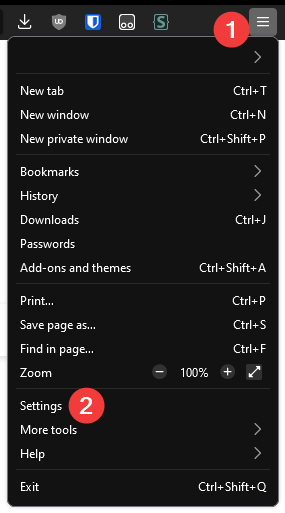 UD
S
1
New tab Ctrl+T
New window Ctrl+N
New private window Ctrl+Shift+P
Bookmarks
History
Downloads Ctrl+J
Passwords
Add-ons and themes Ctrl+Shift+A
Print... Ctrl+P
Save page as... Ctrl+S
Find in page... Ctrl+F
Zoom 100%
Settings 2
More tools
Help
Exit Ctrl+Shift+Q